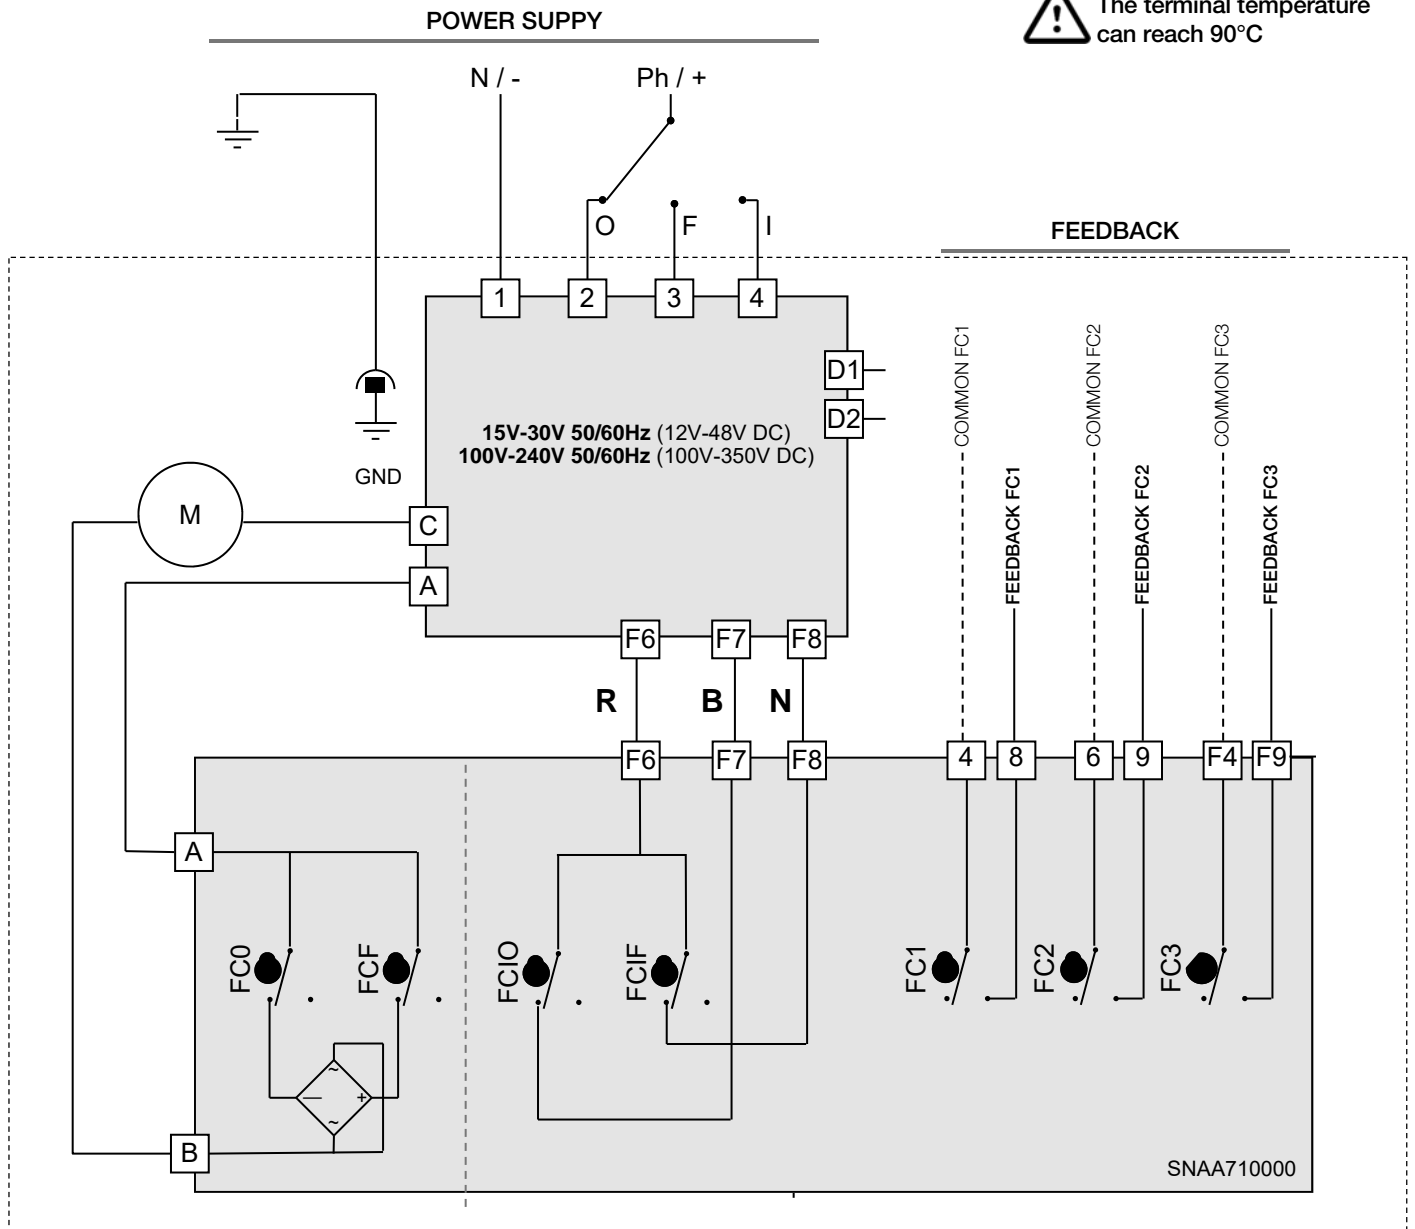 POWER SUPPY
The terminal temperature
can reach 90°C
N / -
Ph / +
O
F
I
FEEDBACK
1
2
3
4
D1
D2
15V-30V 50/60Hz (12V-48V DC)
100V-240V 50/60Hz (100V-350V DC)
GND
M
C
A
COMMON FC1
FEEDBACK FC1
COMMON FC2
FEEDBACK FC2
COMMON FC3
FEEDBACK FC3
F6
F7
F8
R
B
N
F6
F7
F8
4
8
6
9
F4
F9
A
FC0
FCF
FCIO
FCIF
FC1
FC2
FC3
~
—
+
~
B
SNAA710000